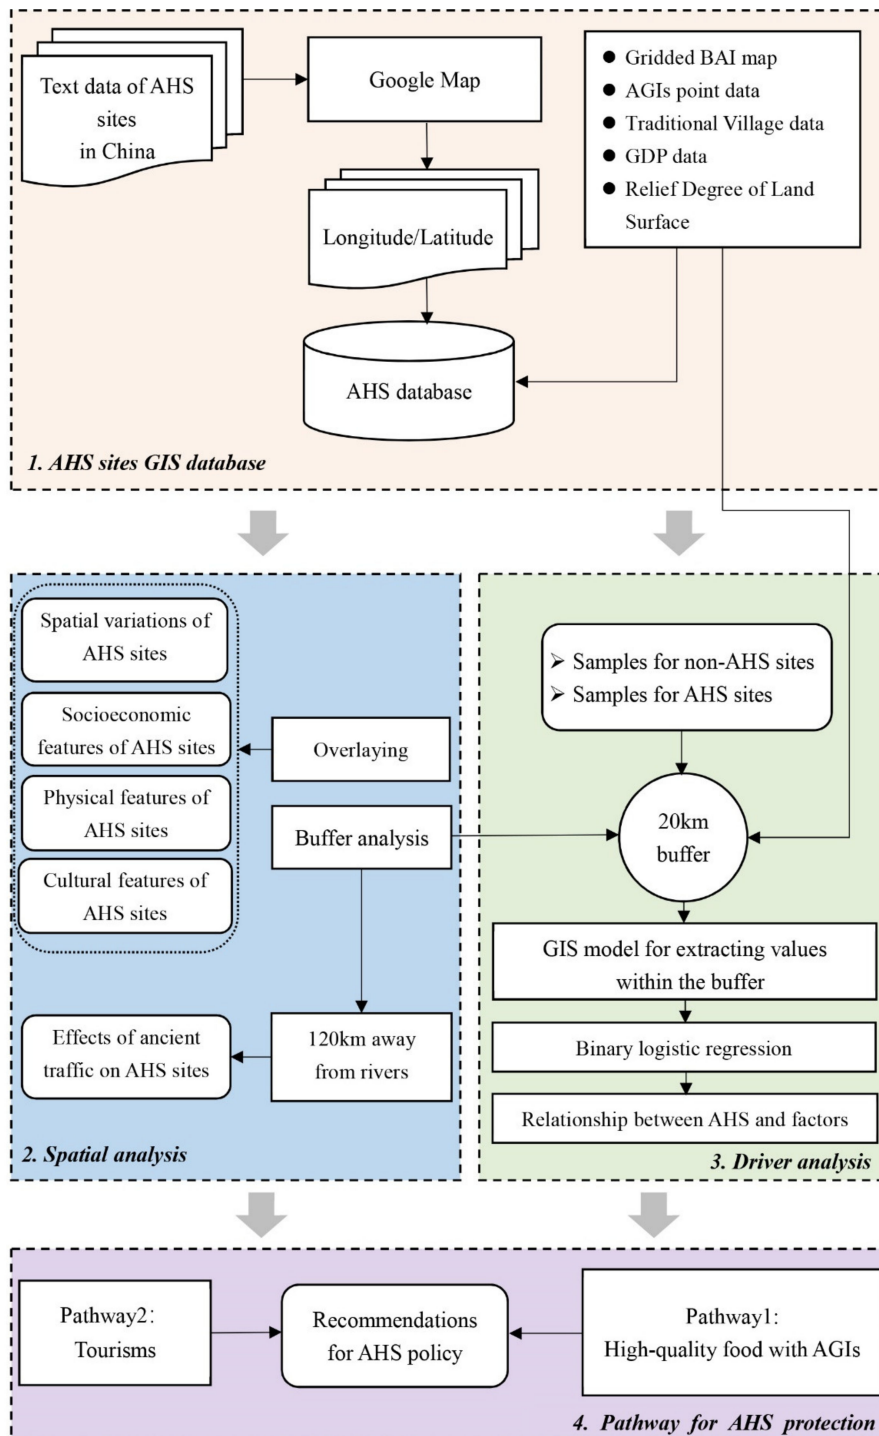 Text data of AHS
sites
in China
Google Map
Longitude/Latitude
AHS database
● Gridded BAI map
● AGIs point data
● Traditional Village data
● GDP data
● Relief Degree of Land
Surface
1. AHS sites GIS database
Spatial variations of
AHS sites
Socioeconomic
features of AHS sites
Physical features of
AHS sites
Cultural features of
AHS sites
Overlaying
Buffer analysis
120km away
from rivers
Effects of ancient
traffic on AHS sites
2. Spatial analysis
➢ Samples for non-AHS sites
➢ Samples for AHS sites
20km
buffer
GIS model for extracting values
within the buffer
Binary logistic regression
Relationship between AHS and factors
3. Driver analysis
Pathway2:
Tourisms
Recommendations
for AHS policy
Pathway1:
High-quality food with AGIs
4. Pathway for AHS protection